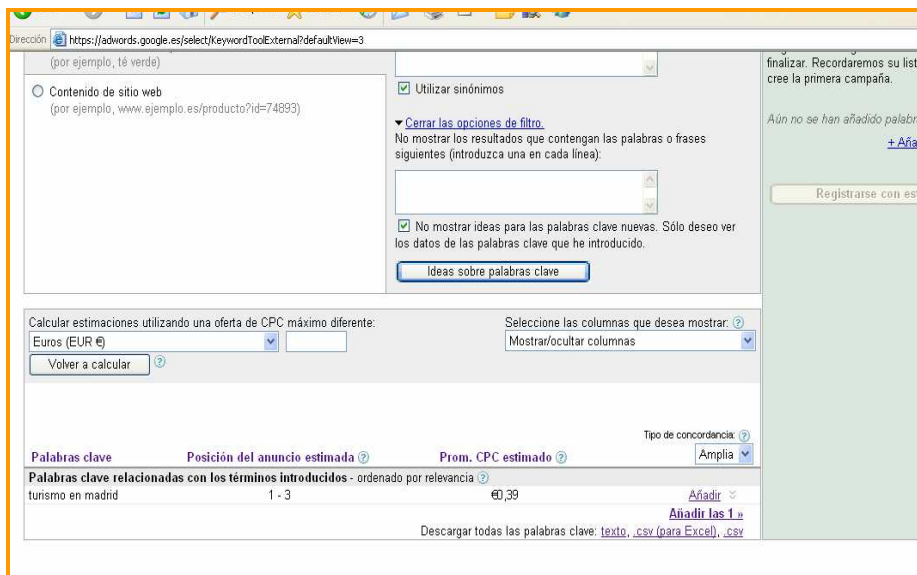 Dirección https://adwords.google.es/select/KeywordToolExternal?defaultView=3
(por ejemplo, té verde)
Contenido de sitio web
(por ejemplo, www.ejemplo.es/producto?id=74893)
Utilizar sinónimos
Cerrar las opciones de filtro.
No mostrar los resultados que contengan las palabras o frases
siguientes (introduzca una en cada línea):
No mostrar ideas para las palabras clave nuevas. Sólo deseo ver
los datos de las palabras clave que he introducido.
Ideas sobre palabras clave
finalizar. Recordaremos su list
cree la primera campaña.
Aún no se han añadido palabr
+ Aña
Registrarse con est
Calcular estimaciones utilizando una oferta de CPC máximo diferente:
Euros (EUR €)
Volver a calcular
Seleccione las columnas que desea mostrar:
Mostrar/ocultar columnas
Tipo de concordancia:
Palabras clave Posición del anuncio estimada Prom. CPC estimado Amplia
Palabras clave relacionadas con los términos introducidos - ordenado por relevancia
turismo en madrid 1 - 3 €0,39 Añadir
Añadir las 1 »
Descargar todas las palabras clave: texto, .csv (para Excel), .csv